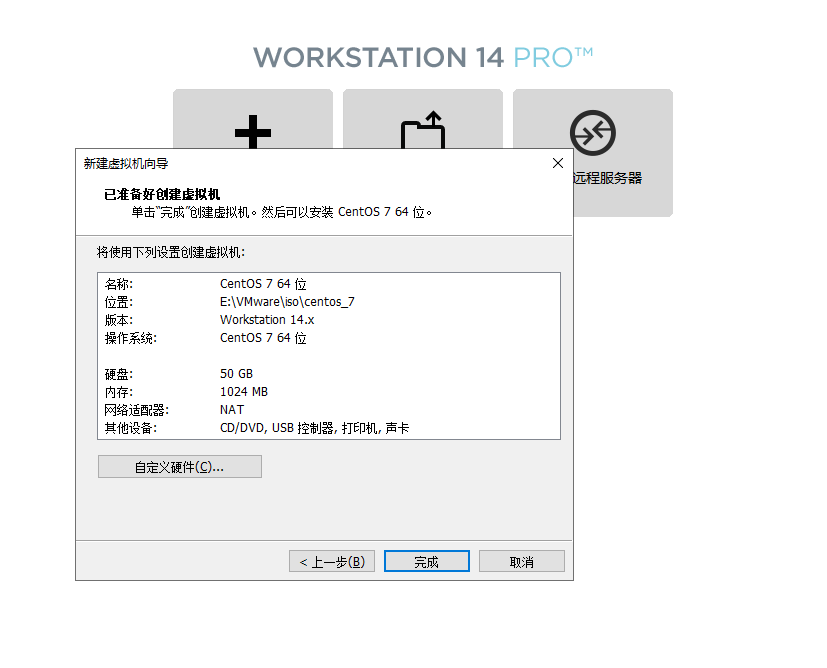 WORKSTATION 14 PRO™
远程服务器
新建虚拟机向导
已准备好创建虚拟机
单击“完成”创建虚拟机。然后可以安装 CentOS 7 64 位。
将使用下列设置创建虚拟机:
名称: CentOS 7 64 位
位置: E:\VMware\iso\centos_7
版本: Workstation 14.x
操作系统: CentOS 7 64 位
硬盘: 50 GB
内存: 1024 MB
网络适配器: NAT
其他设备: CD/DVD, USB 控制器, 打印机, 声卡
自定义硬件(C)...
< 上一步(B) 完成 取消